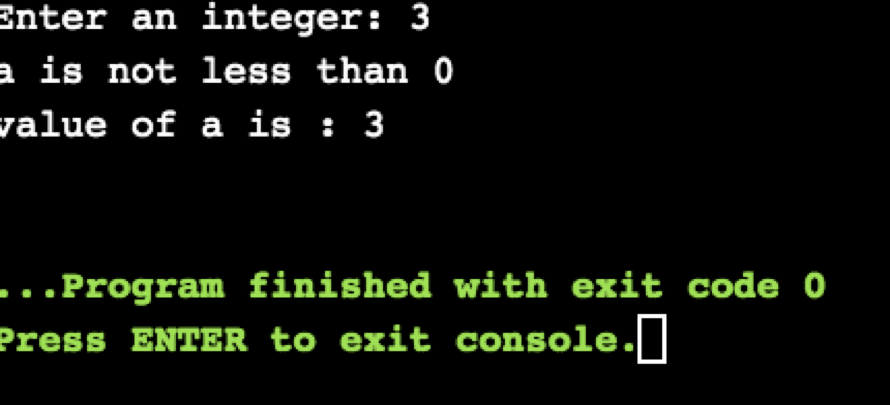 Enter an integer: 3
a is not less than 0
value of a is : 3
...Program finished with exit code 0
Press ENTER to exit console.